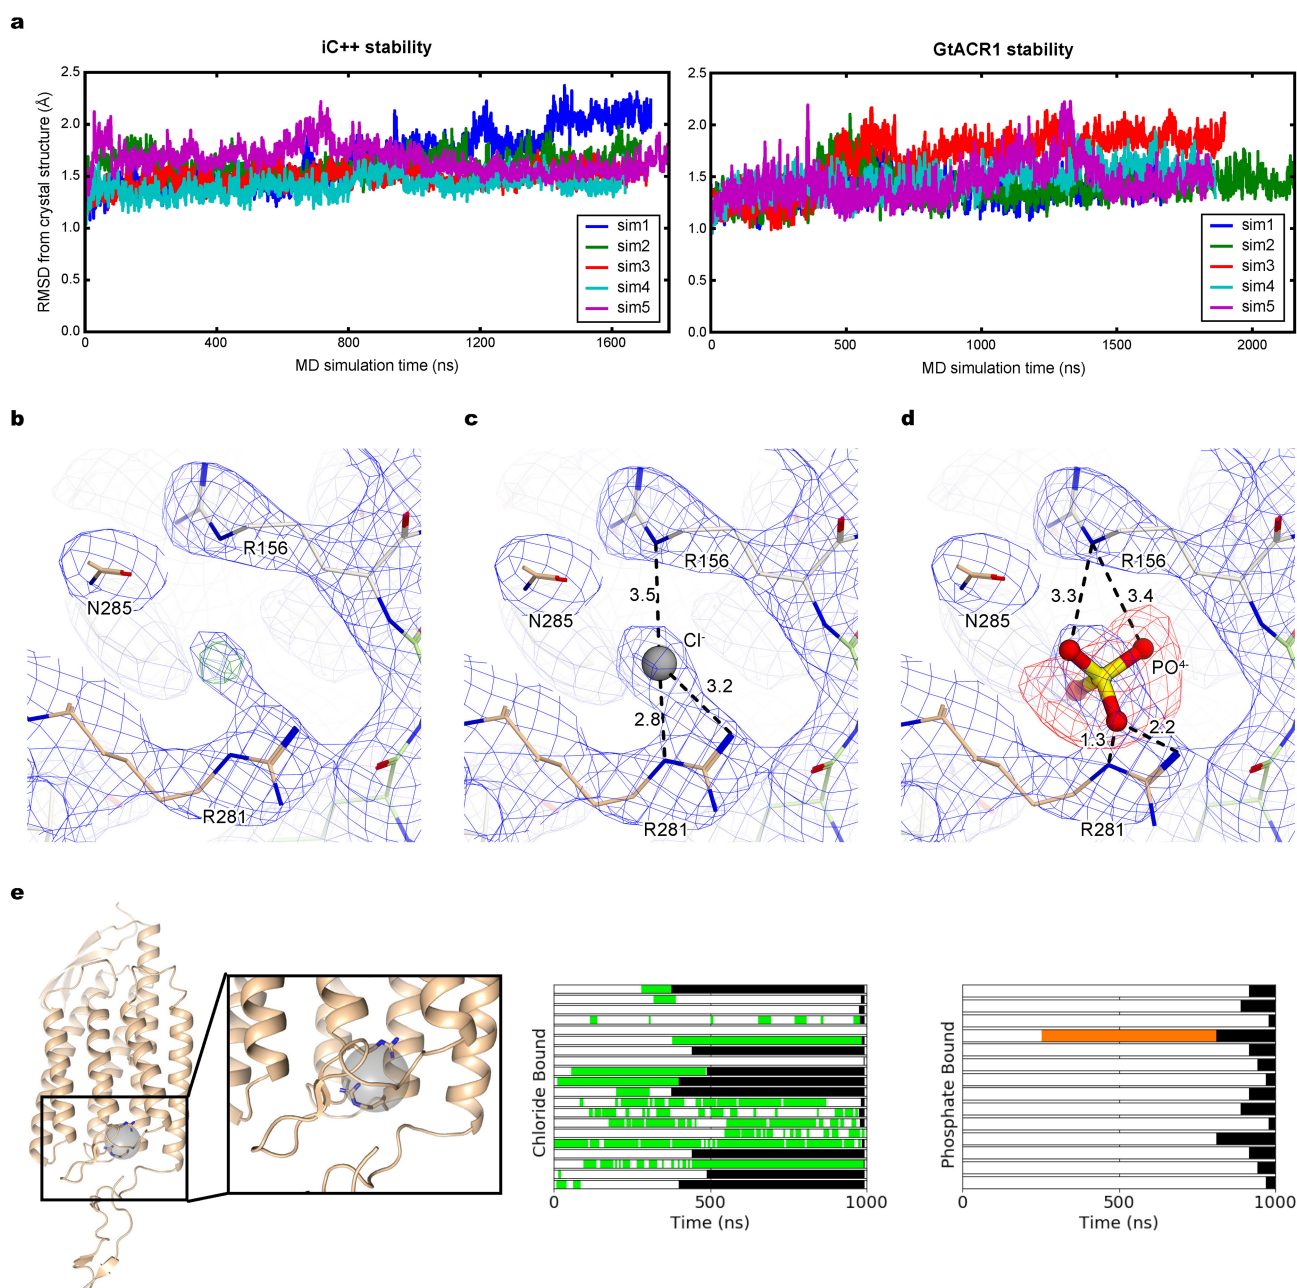 a
iC++ stability
GtACR1 stability
RMSD from crystal structure (Å)
2.5
2.0
1.5
1.0
0.5
0.0
sim1
sim2
sim3
sim4
sim5
0
400
800
1200
1600
MD simulation time (ns)
2.5
2.0
1.5
1.0
0.5
0.0
sim1
sim2
sim3
sim4
sim5
0
500
1000
1500
2000
MD simulation time (ns)
b
R156
N285
R281
c
R156
N285
3.5
Cl-
3.2
2.8
R281
d
R156
N285
3.3
3.4
PO4-
1.3
2.2
R281
e
Chloride Bound
0
500
1000
Time (ns)
Phosphate Bound
0
500
1000
Time (ns)